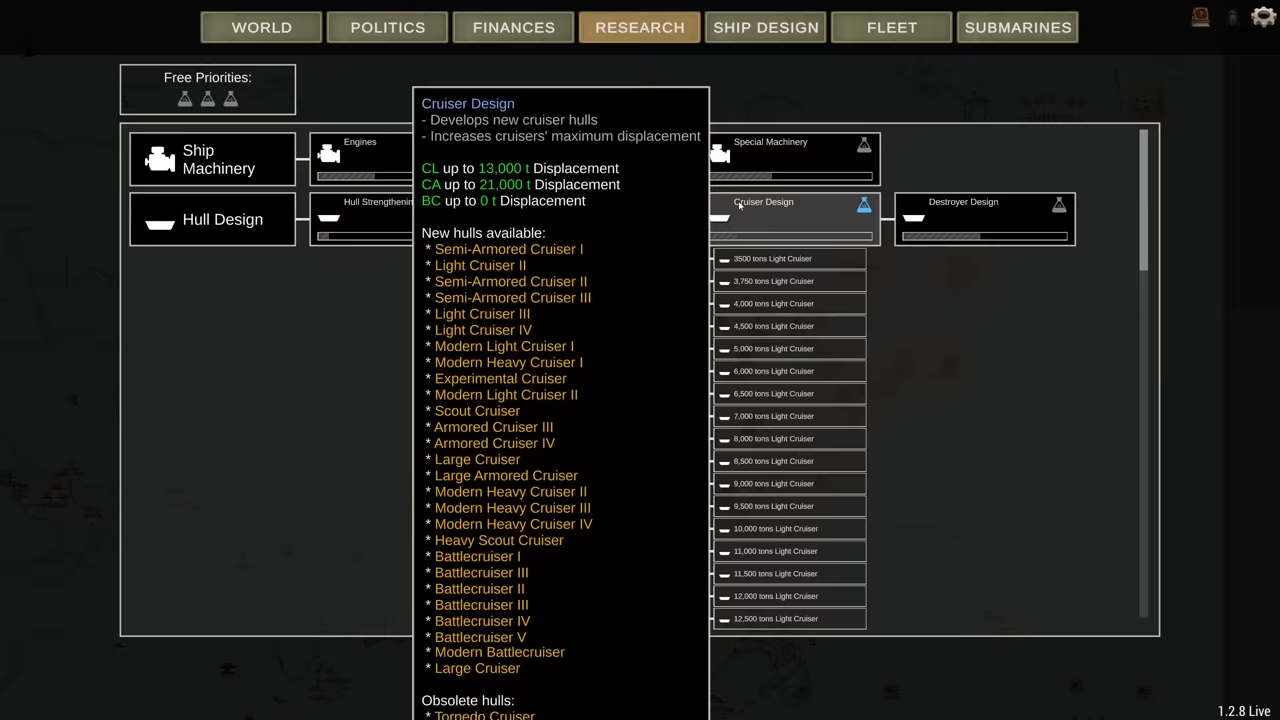 WORLD
POLITICS
FINANCES
RESEARCH
SHIP DESIGN
FLEET
SUBMARINES
Free Priorities:
Ship
Machinery
Engines
Special Machinery
Hull Design
Hull Strengthenin
Cruiser Design
Destroyer Design
Cruiser Design
- Develops new cruiser hulls
- Increases cruisers' maximum displacement
CL up to 13,000 t Displacement
CA up to 21,000 t Displacement
BC up to 0 t Displacement
New hulls available:
* Semi-Armored Cruiser I
* Light Cruiser II
* Semi-Armored Cruiser II
* Semi-Armored Cruiser III
* Light Cruiser III
* Light Cruiser IV
* Modern Light Cruiser I
* Modern Heavy Cruiser I
* Experimental Cruiser
* Modern Light Cruiser II
* Scout Cruiser
* Armored Cruiser III
* Armored Cruiser IV
* Large Cruiser
* Large Armored Cruiser
* Modern Heavy Cruiser II
* Modern Heavy Cruiser III
* Modern Heavy Cruiser IV
* Heavy Scout Cruiser
* Battlecruiser I
* Battlecruiser III
* Battlecruiser II
* Battlecruiser III
* Battlecruiser IV
* Battlecruiser V
* Modern Battlecruiser
* Large Cruiser
Obsolete hulls:
* Torpedo Cruiser
3500 tons Light Cruiser
3,750 tons Light Cruiser
4,000 tons Light Cruiser
4,500 tons Light Cruiser
5,000 tons Light Cruiser
6,000 tons Light Cruiser
6,500 tons Light Cruiser
7,000 tons Light Cruiser
8,000 tons Light Cruiser
8,500 tons Light Cruiser
9,000 tons Light Cruiser
9,500 tons Light Cruiser
10,000 tons Light Cruiser
11,000 tons Light Cruiser
11,500 tons Light Cruiser
12,000 tons Light Cruiser
12,500 tons Light Cruiser
1.2.8 Live